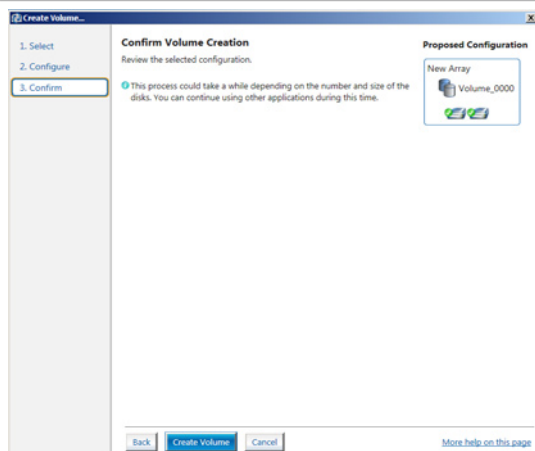 Create Volume...
X
1. Select
2. Configure
3. Confirm
Confirm Volume Creation
Review the selected configuration.
This process could take a while depending on the number and size of the
disks. You can continue using other applications during this time.
Proposed Configuration
New Array
Volume_0000
Back
Create Volume
Cancel
More help on this page